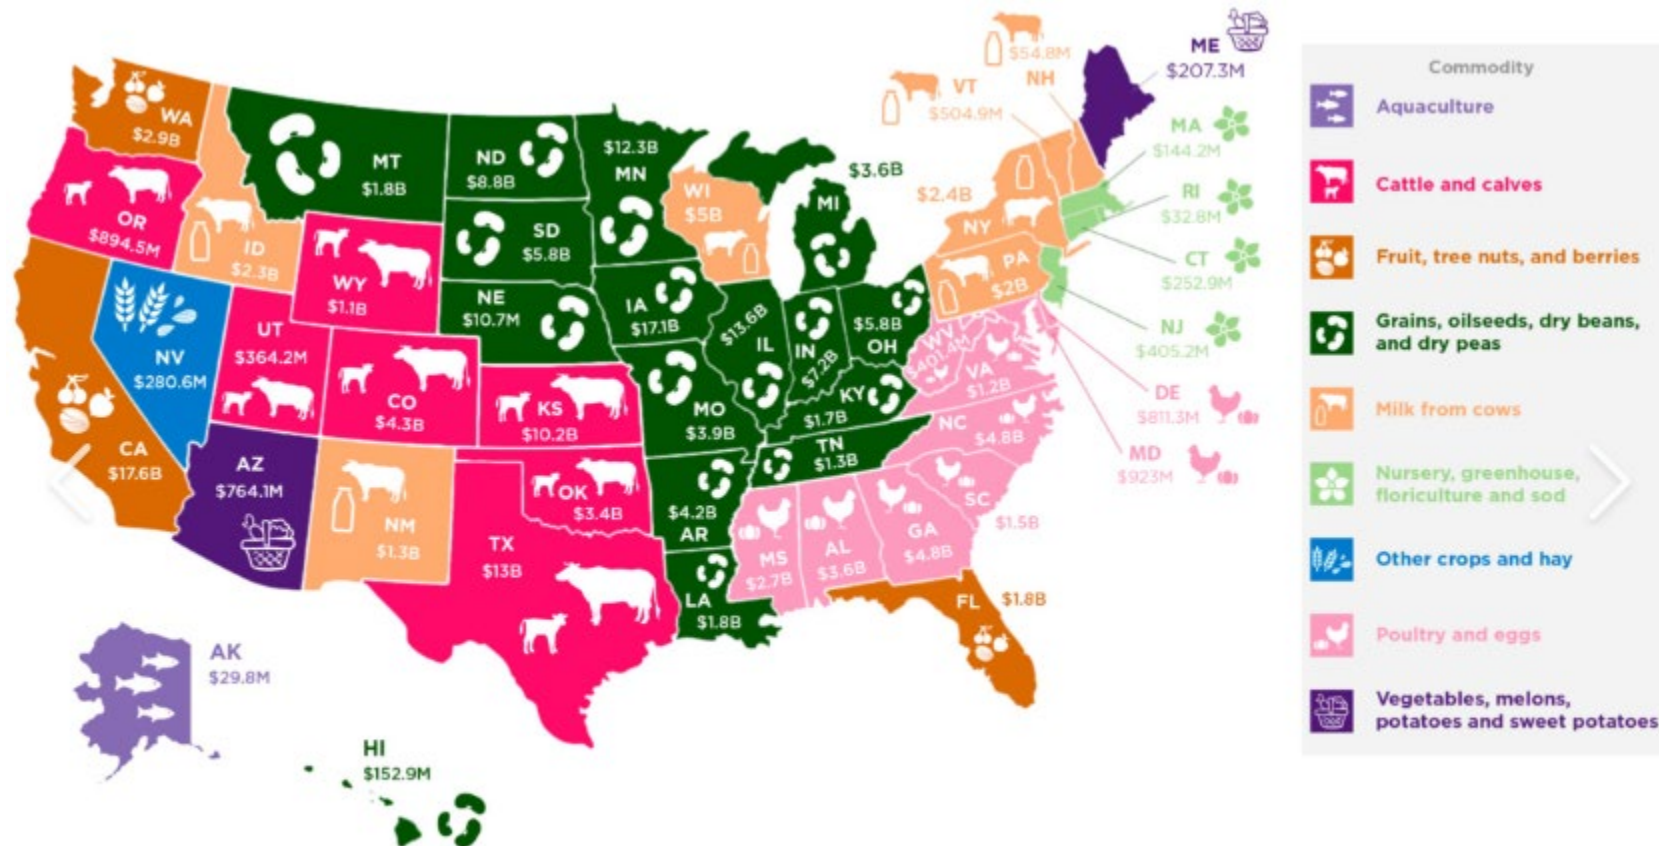 $54.8M
NH
VT
$504.9M
ME
$207.3M
MA
$144.2M
RI
$32.8M
CT
$252.9M
NJ
$405.2M
DE
$811.3M
MD
$923M
WA
$2.9B
OR
$894.5M
ID
$2.3B
MT
$1.8B
ND
$8.8B
$12.3B
MN
WI
$5B
$3.6B
MI
$2.4B
NY
PA
$2B
SD
$5.8B
WY
$1.1B
NE
$10.7M
IA
$17.1B
$13.6B
IL
IN
$7.2B
$5.8B
OH
WV
$401.4M
VA
$1.2B
NV
$280.6M
UT
$364.2M
CO
$4.3B
KS
$10.2B
MO
$3.9B
KY
$1.7B
NC
$4.8B
TN
$1.3B
CA
$17.6B
AZ
$764.1M
NM
$1.3B
OK
$3.4B
TX
$13B
$4.2B
AR
MS
$2.7B
AL
$3.6B
GA
$4.8B
SC
$1.5B
LA
$1.8B
FL
$1.8B
AK
$29.8M
HI
$152.9M
Commodity
Aquaculture
Cattle and calves
Fruit, tree nuts, and berries
Grains, oilseeds, dry beans,
and dry peas
Milk from cows
Nursery, greenhouse,
floriculture and sod
Other crops and hay
Poultry and eggs
Vegetables, melons,
potatoes and sweet potatoes